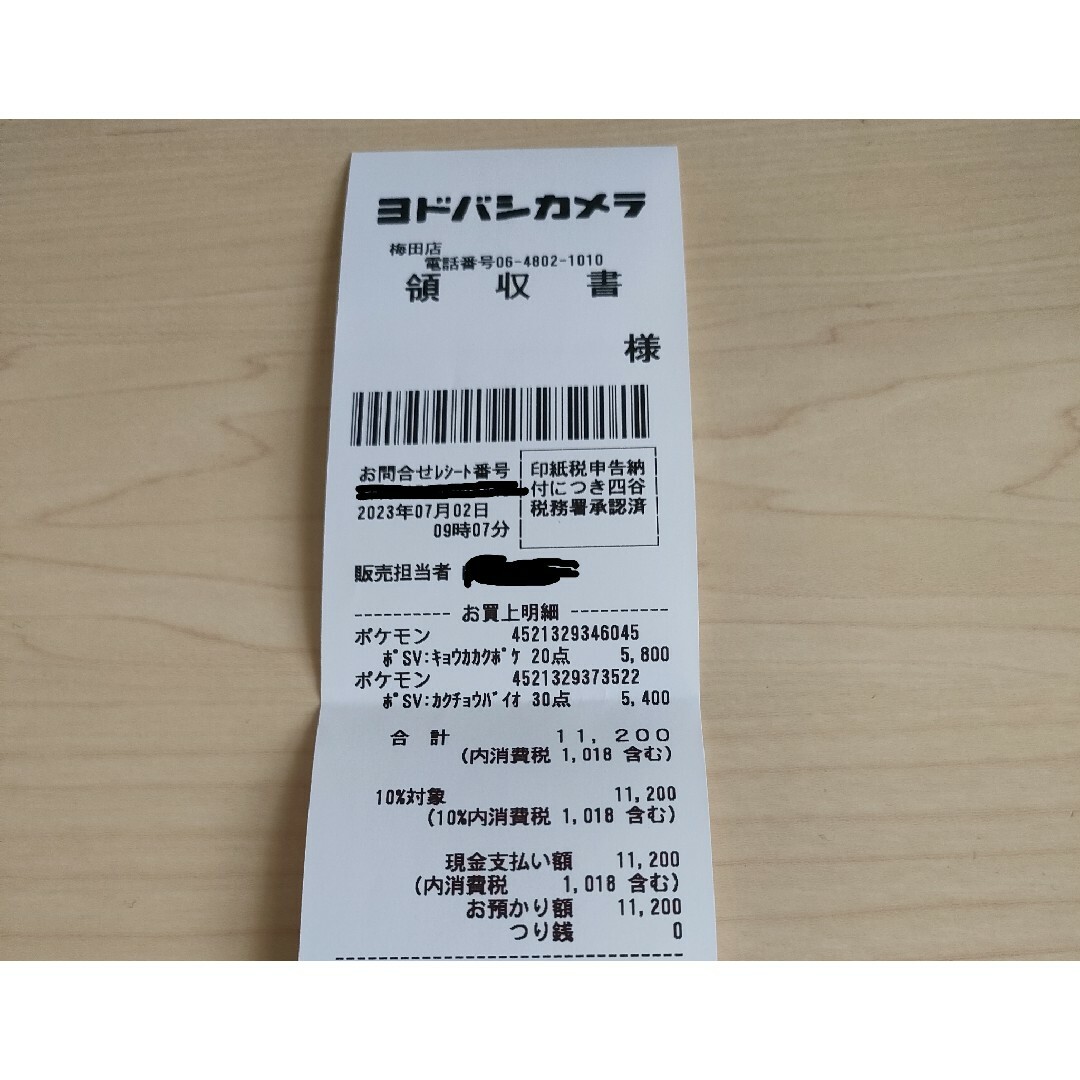 ヨドバシカメラ
梅田店
電話番号06-4802-1010
領 収 書
様
お問合せﾚｼｰﾄ番号
印紙税申告納
付につき四谷
税務署承認済
2023年07月02日
09時07分
販売担当者
---------- お買上明細 ----------
ポケモン 4521329346045
ﾎﾟSV:ｷｮｳｶｶｸﾎﾟｹ 20点 5,800
ポケモン 4521329373522
ﾎﾟSV:ｶｸﾁｮｳﾊﾞｲｵ 30点 5,400
合 計 11,200
(内消費税 1,018 含む)
10%対象 11,200
(10%内消費税 1,018 含む)
現金支払い額 11,200
(内消費税 1,018 含む)
お預かり額 11,200
つり銭 0